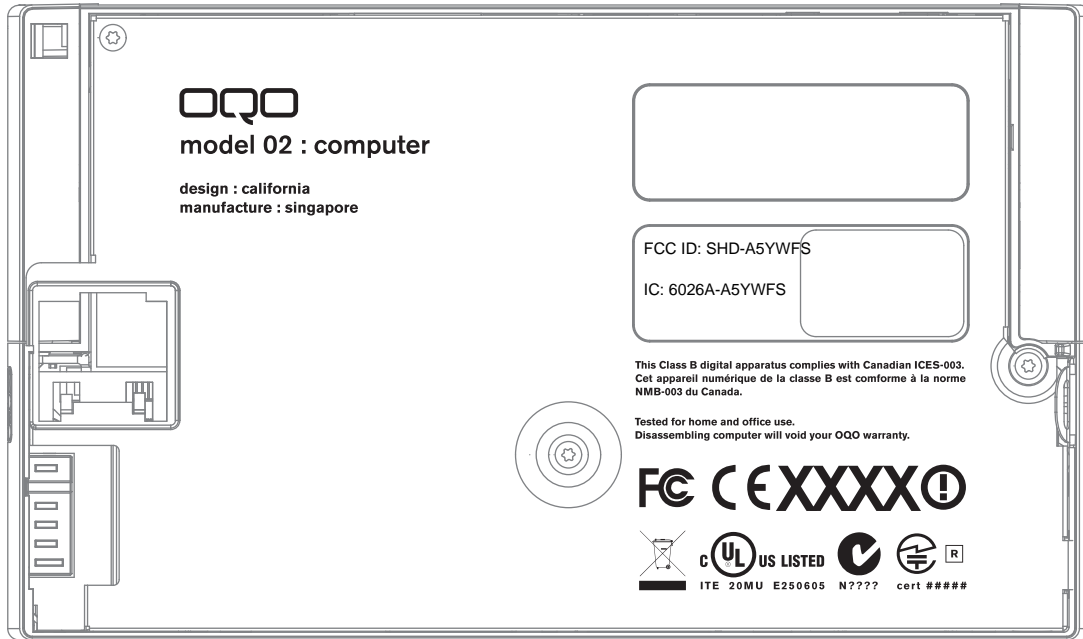 OQO
model 02 : computer
design : california
manufacture : singapore
FCC ID: SHD-A5YWFS
IC: 6026A-A5YWFS
This Class B digital apparatus complies with Canadian ICES-003.
Cet appareil numérique de la classe B est comforme à la norme
NMB-003 du Canada.
Tested for home and office use.
Disassembling computer will void your OQO warranty.
FC CE XXXX
C UL US LISTED
R
ITE 20MU E250605 N???? cert #####